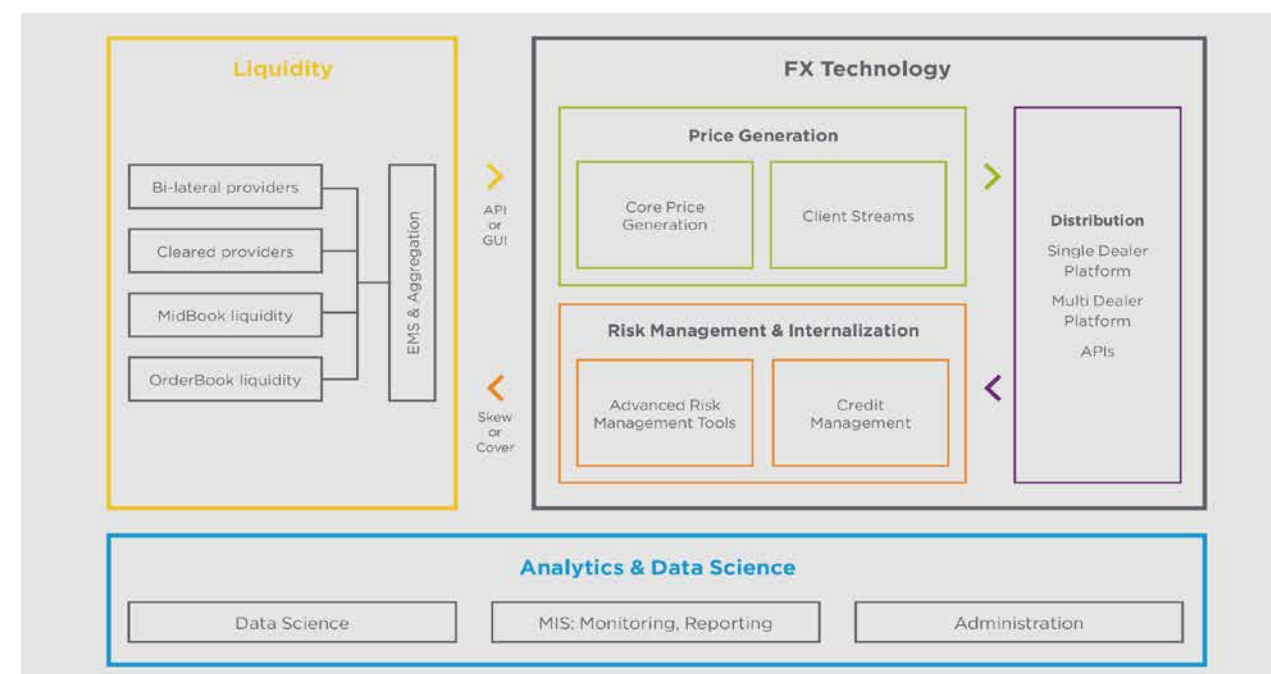 Liquidity
Bi-lateral providers
Cleared providers
MidBook liquidity
OrderBook liquidity
EMS & Aggregation
API
or
GUI
Skew
or
Cover
FX Technology
Price Generation
Core Price
Generation
Client Streams
Risk Management & Internalization
Advanced Risk
Management Tools
Credit
Management
Distribution
Single Dealer
Platform
Multi Dealer
Platform
APIs
Analytics & Data Science
Data Science
MIS: Monitoring, Reporting
Administration